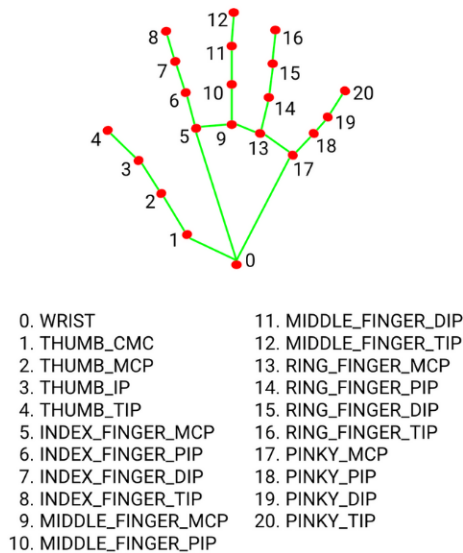 12
16
8
11
7
15
10
6
20
14
4
19
5
9
13
18
3
17
2
1
0
0. WRIST
1. THUMB_CMC
2. THUMB_MCP
3. THUMB_IP
4. THUMB_TIP
5. INDEX_FINGER_MCP
6. INDEX_FINGER_PIP
7. INDEX_FINGER_DIP
8. INDEX_FINGER_TIP
9. MIDDLE_FINGER_MCP
10. MIDDLE_FINGER_PIP
11. MIDDLE_FINGER_DIP
12. MIDDLE_FINGER_TIP
13. RING_FINGER_MCP
14. RING_FINGER_PIP
15. RING_FINGER_DIP
16. RING_FINGER_TIP
17. PINKY_MCP
18. PINKY_PIP
19. PINKY_DIP
20. PINKY_TIP